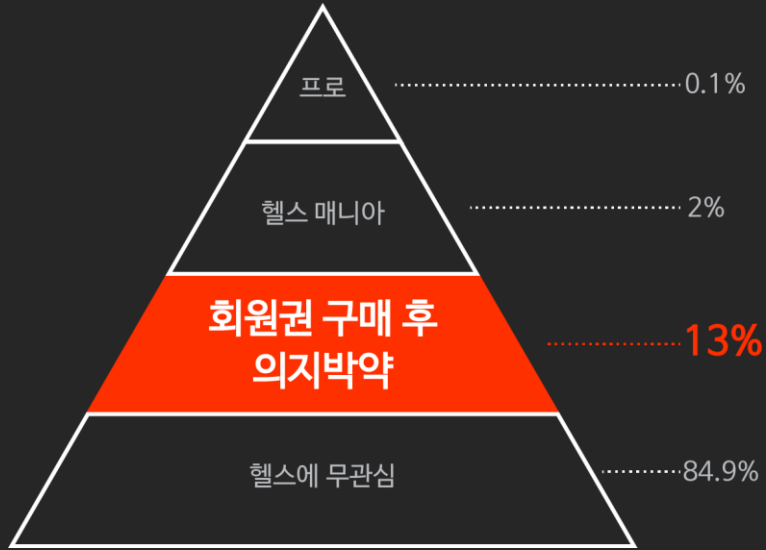 프로 0.1%
헬스 매니아 2%
회원권 구매 후
의지박약 13%
헬스에 무관심 84.9%